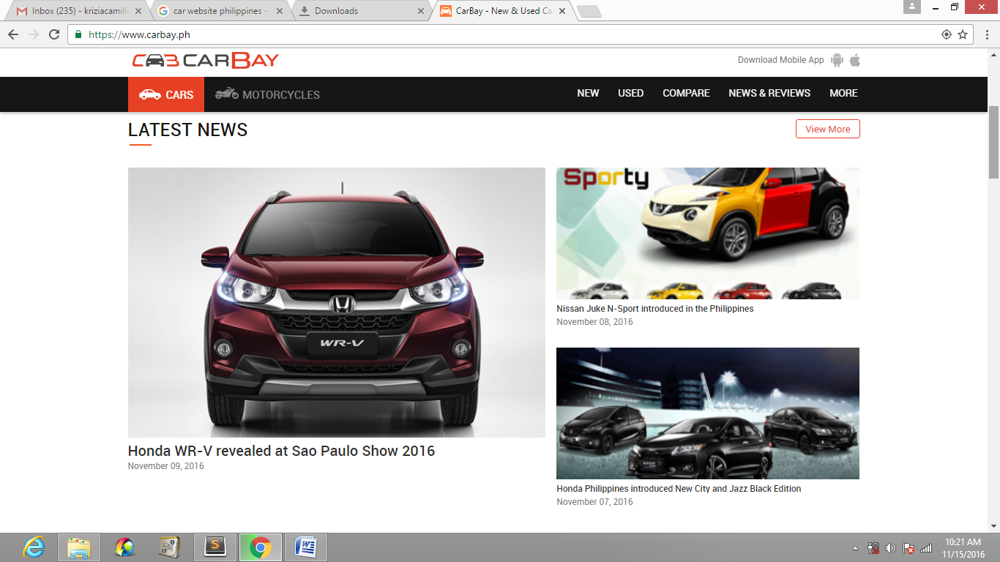 Inbox (235) - kriziacamille
car website philippines -
Downloads
CarBay - New & Used Ca
https://www.carbay.ph
CARBAY
Download Mobile App
CARS
MOTORCYCLES
NEW
USED
COMPARE
NEWS & REVIEWS
MORE
LATEST NEWS
View More
WR-V
Honda WR-V revealed at Sao Paulo Show 2016
November 09, 2016
Sporty
Nissan Juke N-Sport introduced in the Philippines
November 08, 2016
CITY
Honda Philippines introduced New City and Jazz Black Edition
November 07, 2016
10:21 AM
11/15/2016